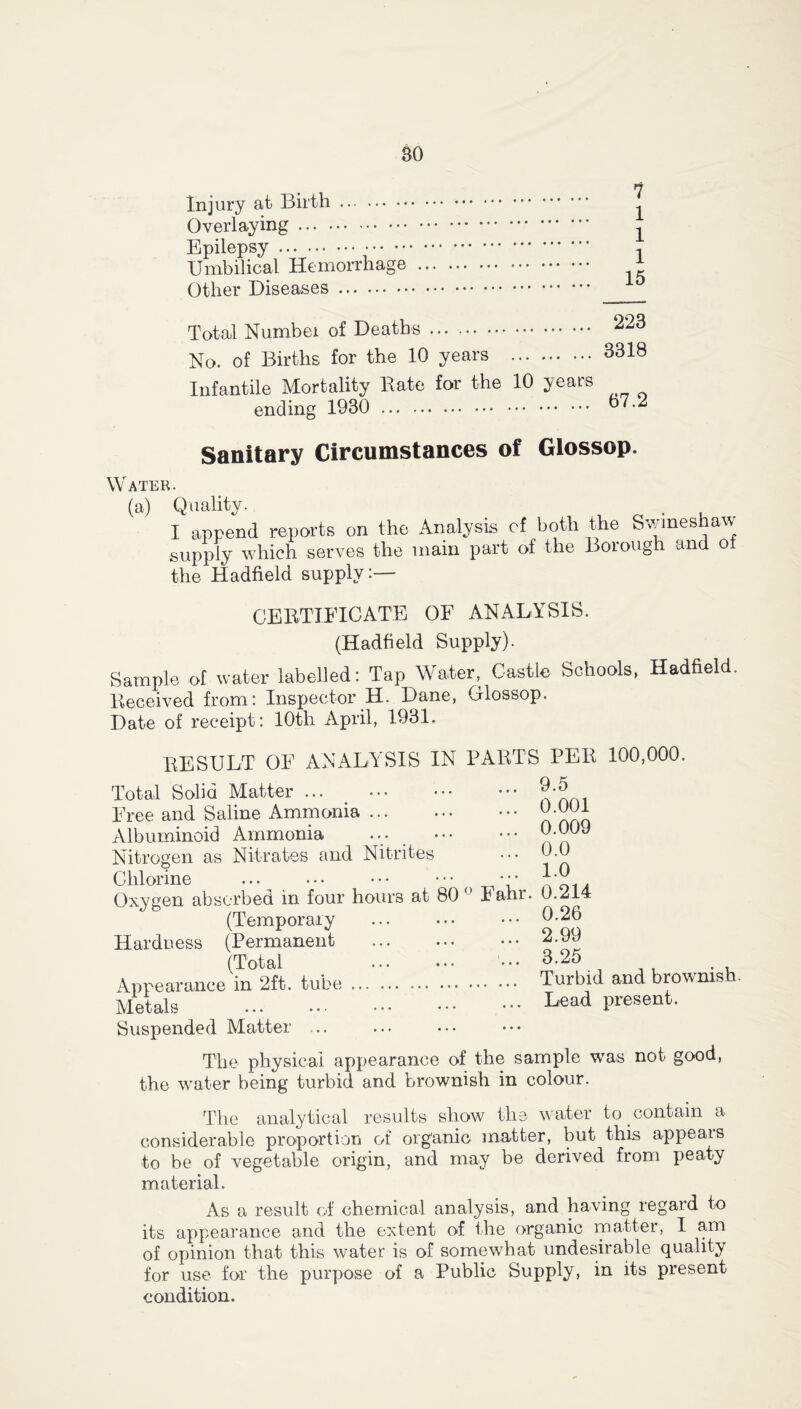 30
Injury at Birth ... ... ... ... ... ... ... ... ... ... 7
Overlaying ... ... ... ... ... ... ... ... ... ... ... 1
Epilepsy ... ... ... ... ... ... ... ... ... ... ... 1
Umbilical Hemorrhage ... ... ... ... ... ... ... 1
Other Diseases ... ... ... ... ... ... ... ... ... ... 15
Total Number of Deaths ... ... ... ... ... ... ... 223
No. of Births for the 10 years ... ... ... 3318
Infantile Mortality Rate for the 10 years
ending 1930 ... ... ... ... ... ... ... ... 67.2
Sanitary Circumstances of Glossop.
WATER.
(a) Quality.
I append reports on the Analysis of both the Swineshaw
supply which serves the main part of the Borough and of
the Hadfield supply:—
CERTIFICATE OF ANALYSIS.
(Hadfield Supply).
Sample of water labelled: Tap Water, Castle Schools, Hadfield.
Received from: Inspector H. Dane, Glossop.
Date of receipt: 10th April, 1931.
RESULT OF ANALYSIS IN PARTS PER 100,000.
Total Solid Matter ... ... ... ... 9.5
Free and Saline Ammonia ... ... ... 0.001
Albuminoid Ammonia ... ... ... 0.009
Nitrogen as Nitrates and Nitrites ... 0.0
Chlorine ... ... ... ... ... 1.0
Oxygen absorbed in four hours at 80° Fahr. 0.214
(Temporary ... ... ... 0.26
Hardness (Permanent ... ... ... 2.99
(Total ... ... ... 3.25
Appearance in 2ft. tube ... ... ... ... ... ... Turbid and brownish.
Metals ... ... ... ... ... Lead present.
Suspended Matter ... ... ... ...
The physical appearance of the sample was not good,
the water being turbid and brownish in colour.
The analytical results show the water to contain a
considerable proportion of organic matter, but this appears
to be of vegetable origin, and may be derived from peaty
material.
As a result of chemical analysis, and having regard to
its appearance and the extent of the organic matter, I am
of opinion that this water is of somewhat undesirable quality
for use for the purpose of a Public Supply, in its present
condition.